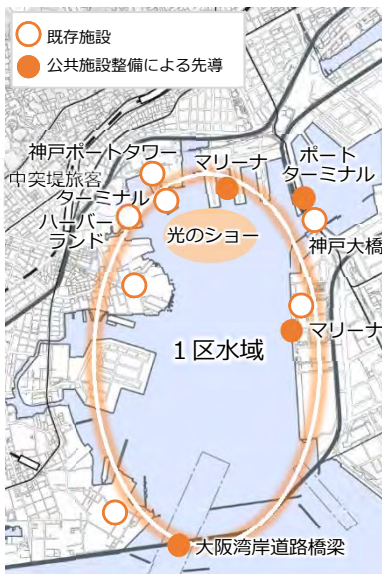 既存施設
公共施設整備による先導
神戸ポートタワー
中突堤旅客
ターミナル
ハーバー
ランド
マリーナ
ポート
ターミナル
光のショー
神戸大橋
マリーナ
1区水域
大阪湾岸道路橋梁